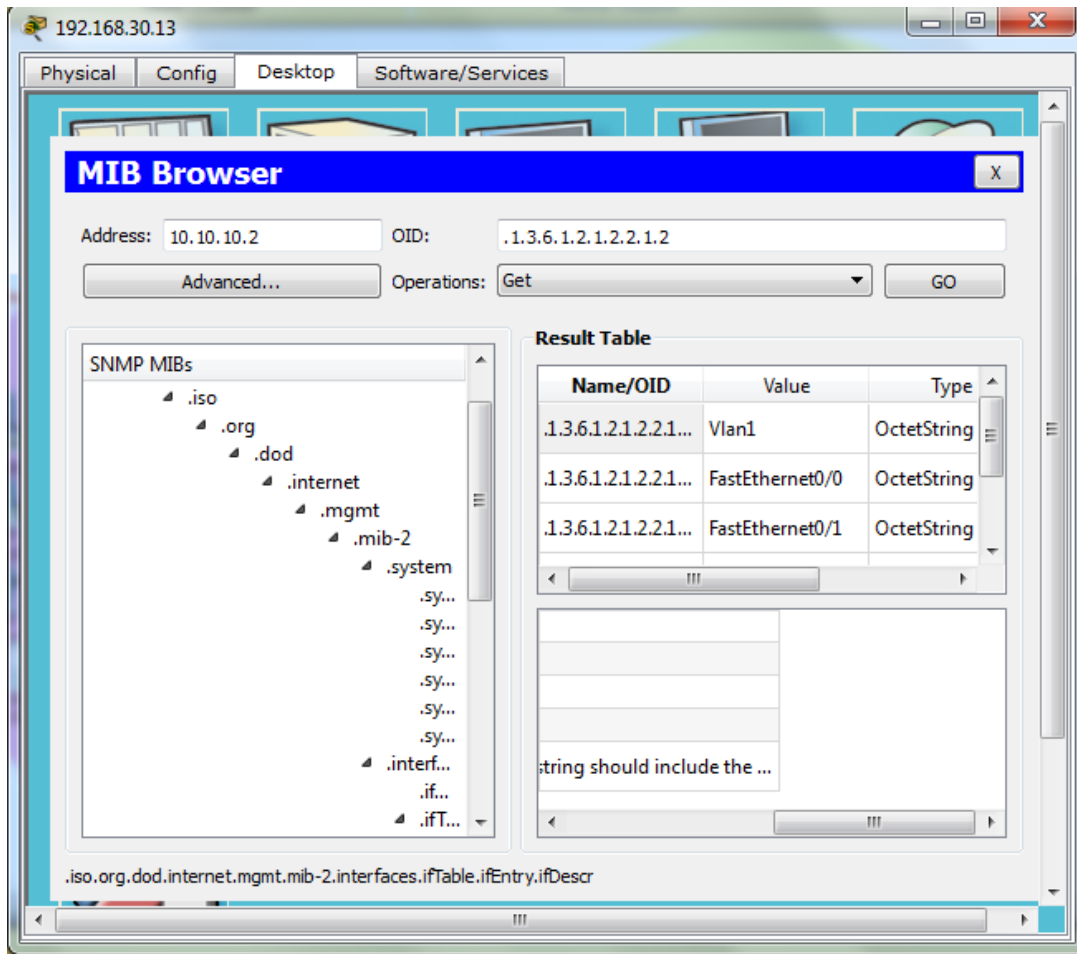 192.168.30.13
X
Physical Config Desktop Software/Services
MIB Browser
X
Address: 10.10.10.2 OID: .1.3.6.1.2.1.2.2.1.2
Advanced... Operations: Get GO
SNMP MIBs
.iso
.org
.dod
.internet
.mgmt
.mib-2
.system
.sy...
.sy...
.sy...
.sy...
.sy...
.sy...
.interf...
.if...
.ifT...
Result Table
Name/OID Value Type
.1.3.6.1.2.1.2.2.1... Vlan1 OctetString
.1.3.6.1.2.1.2.2.1... FastEthernet0/0 OctetString
.1.3.6.1.2.1.2.2.1... FastEthernet0/1 OctetString
string should include the ...
.iso.org.dod.internet.mgmt.mib-2.interfaces.ifTable.ifEntry.ifDescr